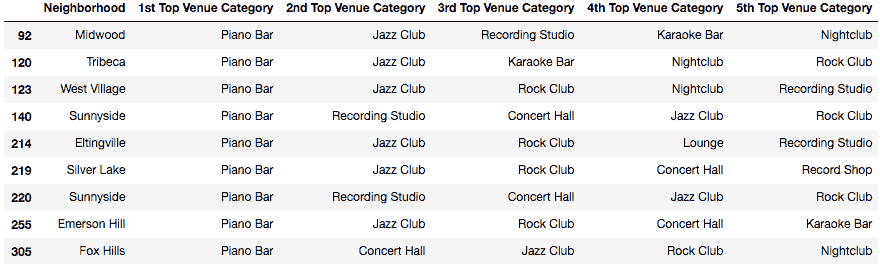 Neighborhood 1st Top Venue Category 2nd Top Venue Category 3rd Top Venue Category 4th Top Venue Category 5th Top Venue Category
92 Midwood Piano Bar Jazz Club Recording Studio Karaoke Bar Nightclub
120 Tribeca Piano Bar Jazz Club Karaoke Bar Nightclub Rock Club
123 West Village Piano Bar Jazz Club Rock Club Nightclub Recording Studio
140 Sunnyside Piano Bar Recording Studio Concert Hall Jazz Club Rock Club
214 Eltingville Piano Bar Jazz Club Rock Club Lounge Recording Studio
219 Silver Lake Piano Bar Jazz Club Rock Club Concert Hall Record Shop
220 Sunnyside Piano Bar Recording Studio Concert Hall Jazz Club Rock Club
255 Emerson Hill Piano Bar Jazz Club Rock Club Concert Hall Karaoke Bar
305 Fox Hills Piano Bar Concert Hall Jazz Club Rock Club Nightclub